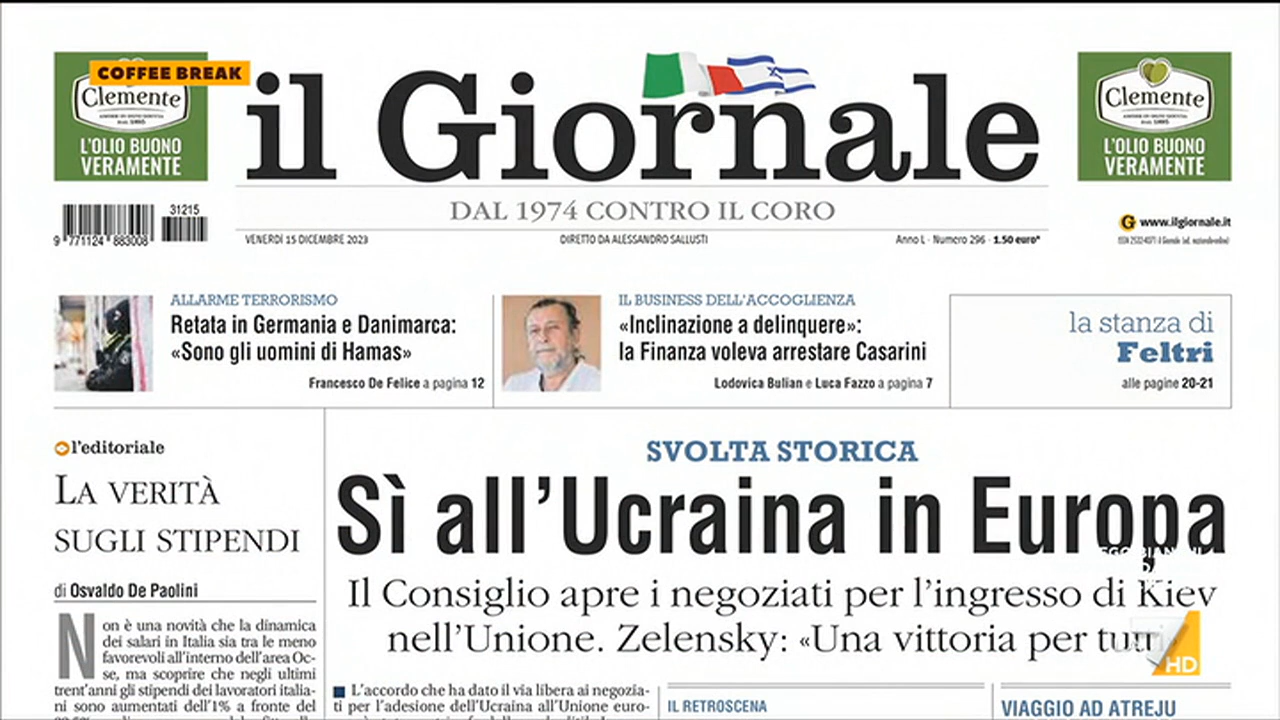 COFFEE BREAK
Clemente
L'OLIO BUONO
VERAMENTE
il Giornale
Clemente
L'OLIO BUONO
VERAMENTE
DAL 1974 CONTRO IL CORO
31215
9 771124 883008
VENERDÌ 15 DICEMBRE 2023
DIRETTO DA ALESSANDRO SALLUSTI
Anno L - Numero 296 - 1.50 euro*
G www.ilgiornale.it
ALLARME TERRORISMO
Retata in Germania e Danimarca:
«Sono gli uomini di Hamas»
Francesco De Felice a pagina 12
IL BUSINESS DELL'ACCOGLIENZA
«Inclinazione a delinquere»:
la Finanza voleva arrestare Casarini
Lodovica Bulian e Luca Fazzo a pagina 7
la stanza di
Feltri
alle pagine 20-21
l'editoriale
LA VERITÀ
SUGLI STIPENDI
di Osvaldo De Paolini
Non è una novità che la dinamica
dei salari in Italia sia tra le meno
favorevoli all'interno dell'area Oc-
se, ma scoprire che negli ultimi
trent'anni gli stipendi dei lavoratori italia-
ni sono aumentati dell'1% a fronte del
SVOLTA STORICA
Sì all'Ucraina in Europa
Il Consiglio apre i negoziati per l'ingresso di Kiev
nell'Unione. Zelensky: «Una vittoria per tutti
L'accordo che ha dato il via libera ai negozia-
ti per l'adesione dell'Ucraina all'Unione euro-
IL RETROSCENA
VIAGGIO AD ATREJU
HD